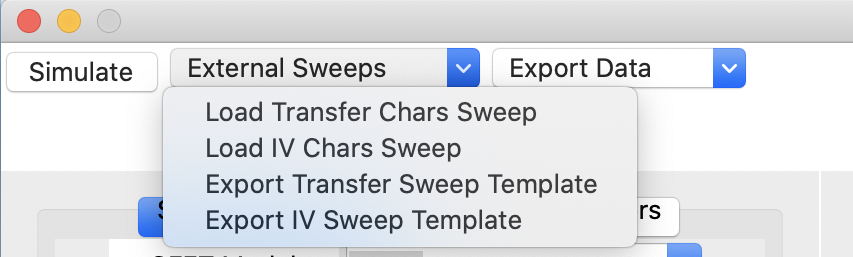 Simulate
External Sweeps
Export Data
Load Transfer Chars Sweep
Load IV Chars Sweep
Export Transfer Sweep Template
Export IV Sweep Template